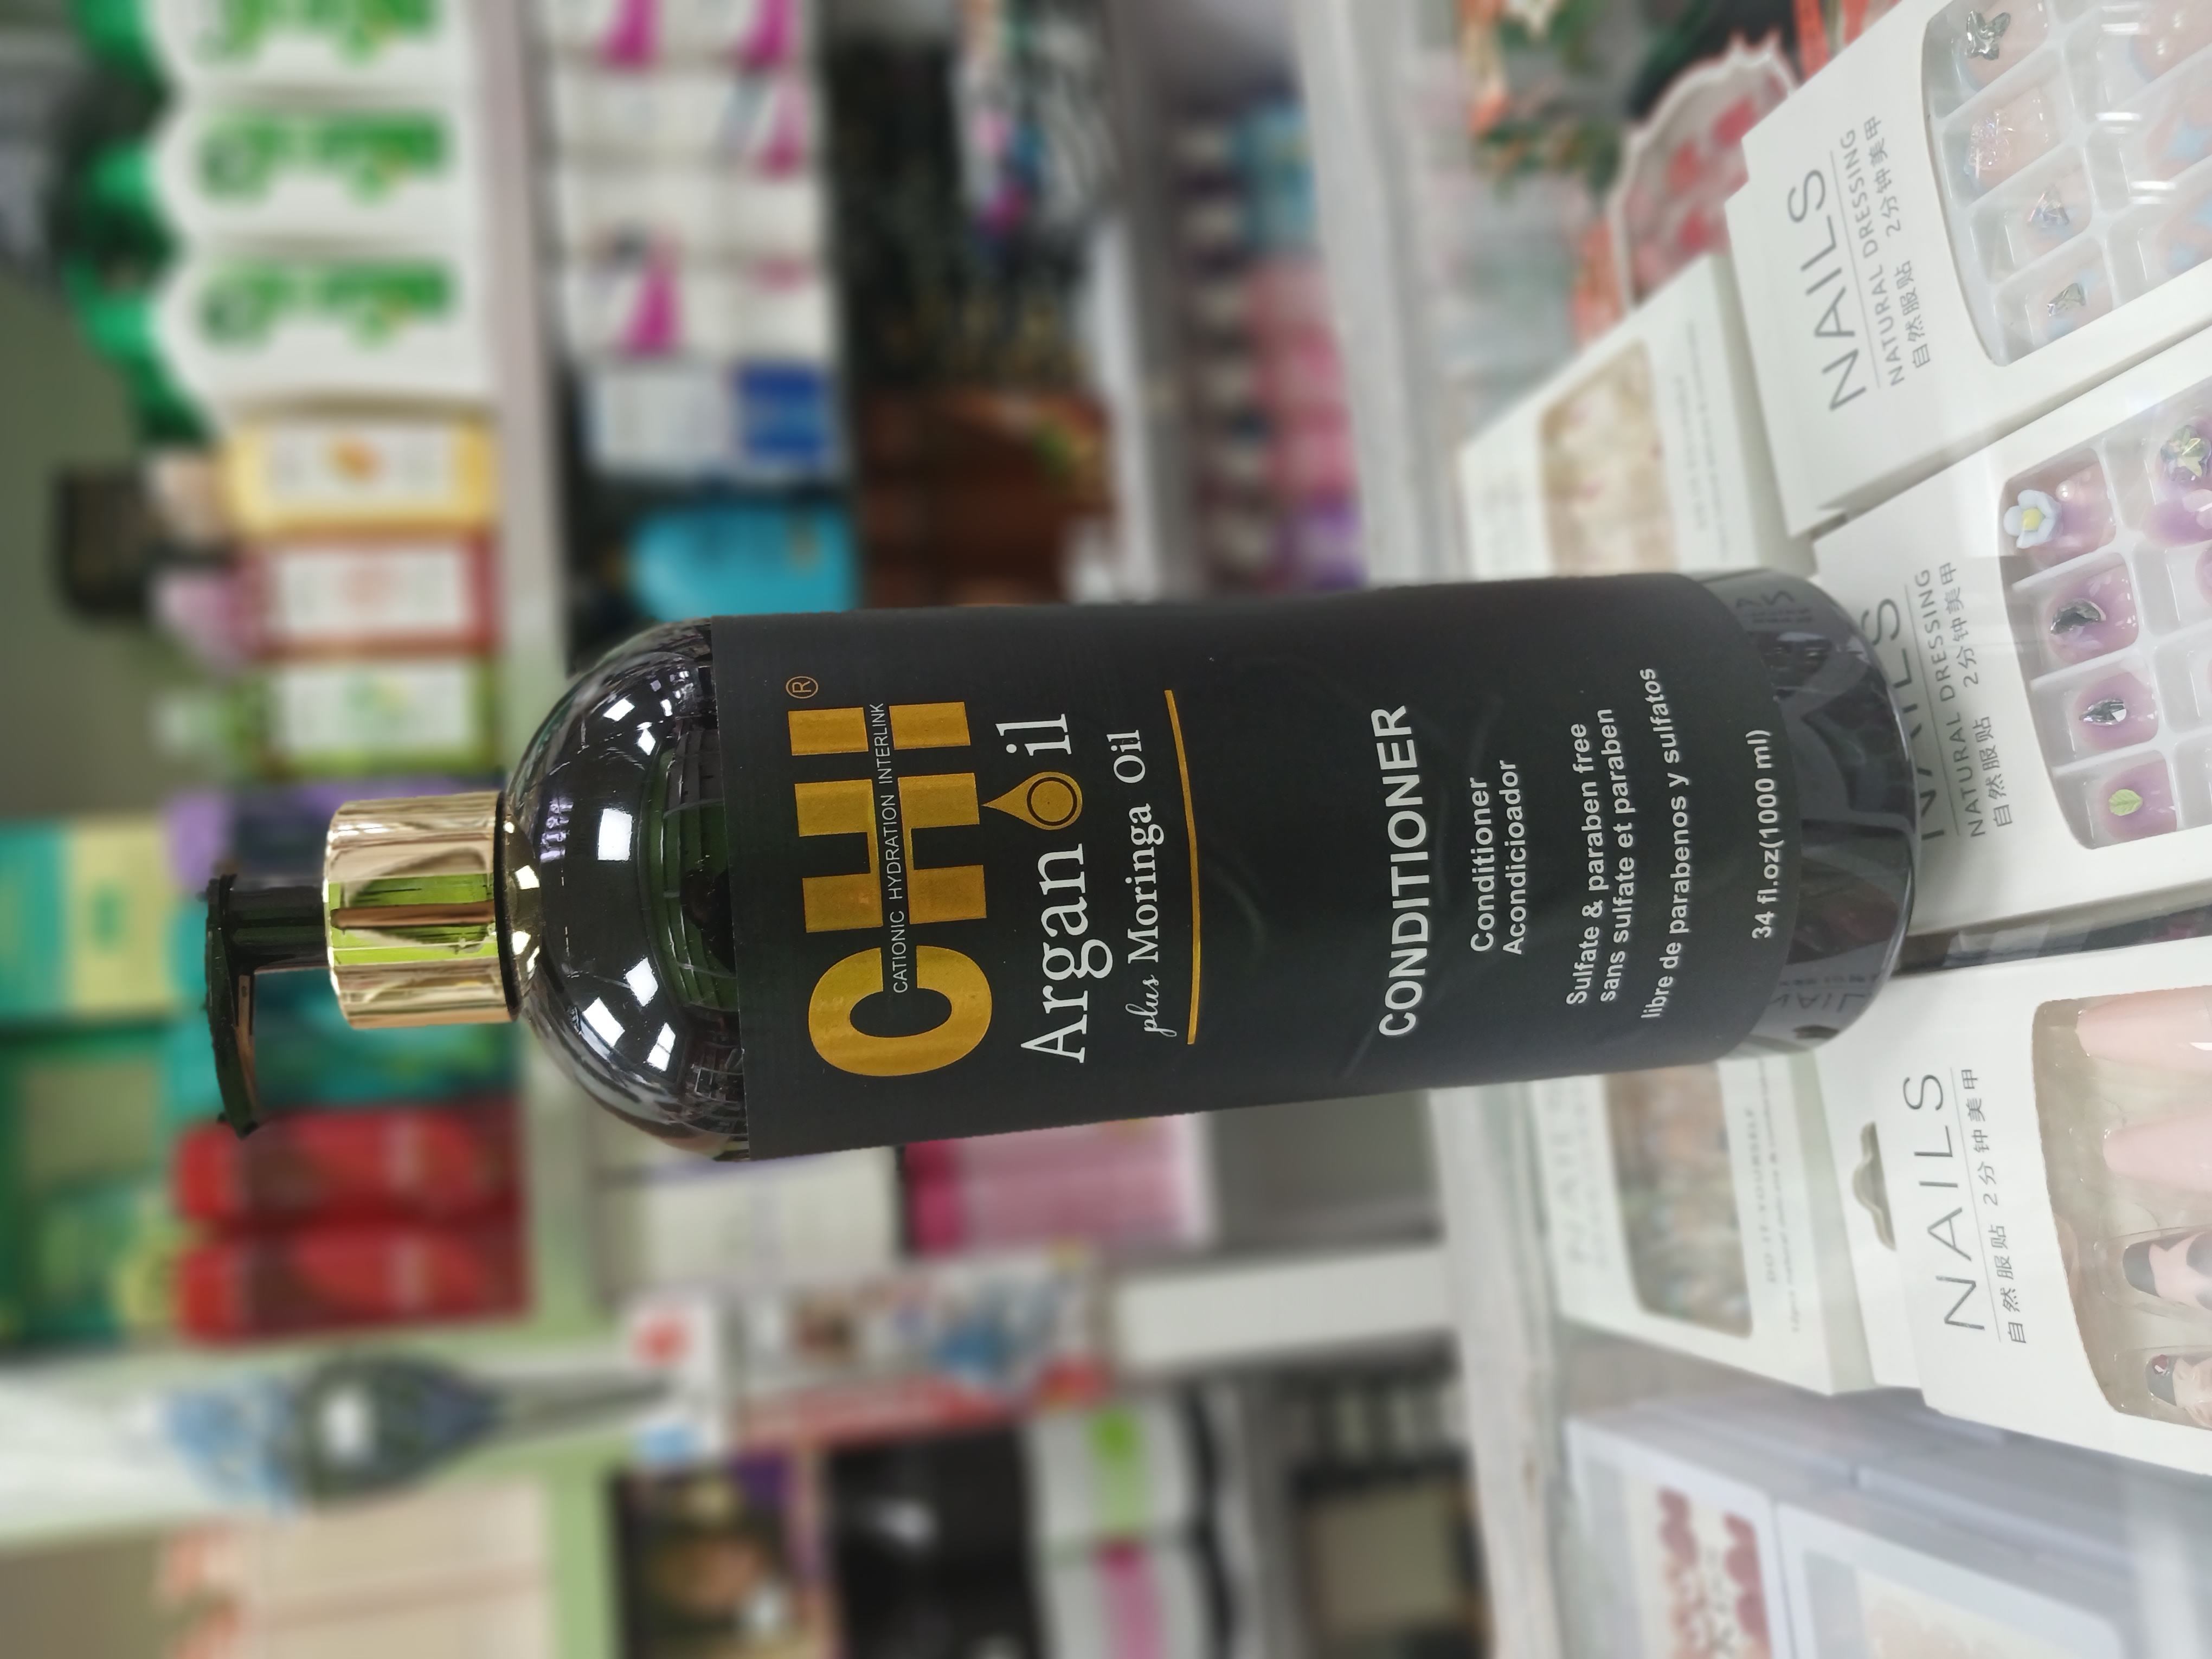 CHI®
CATIONIC HYDRATION INTERLINK
Argan Oil
plus Moringa Oil
CONDITIONER
Conditioner
Acondicioador
Sulfate & paraben free
sans sulfate et paraben
libre de parabenos y sulfatos
34 fl.oz(1000 ml)
NAILS
自然服贴 2分钟美甲
NAILS
NATURAL DRESSING
自然服贴 2分钟美甲
NAILS
NATURAL DRESSING
自然服贴 2分钟美甲